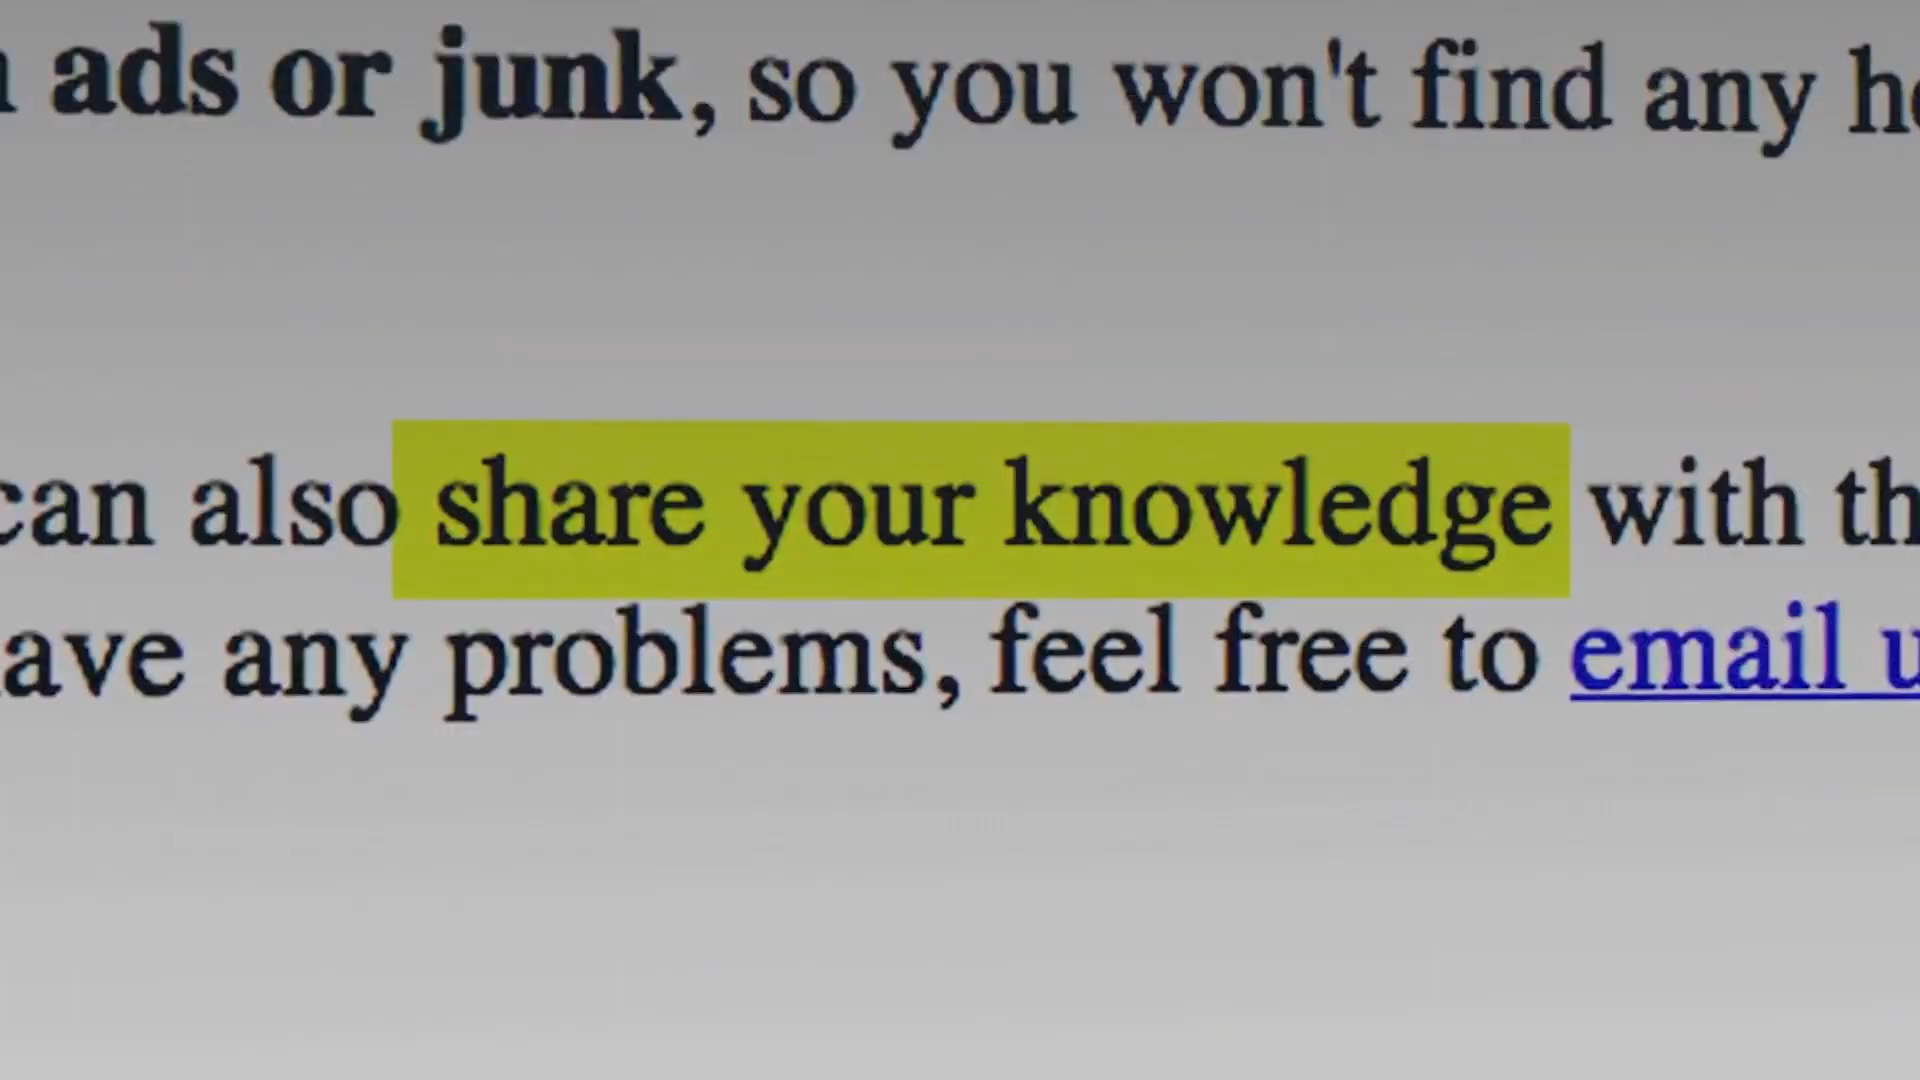 ads or junk, so you won't find any
can also share your knowledge with
any problems, feel free to email